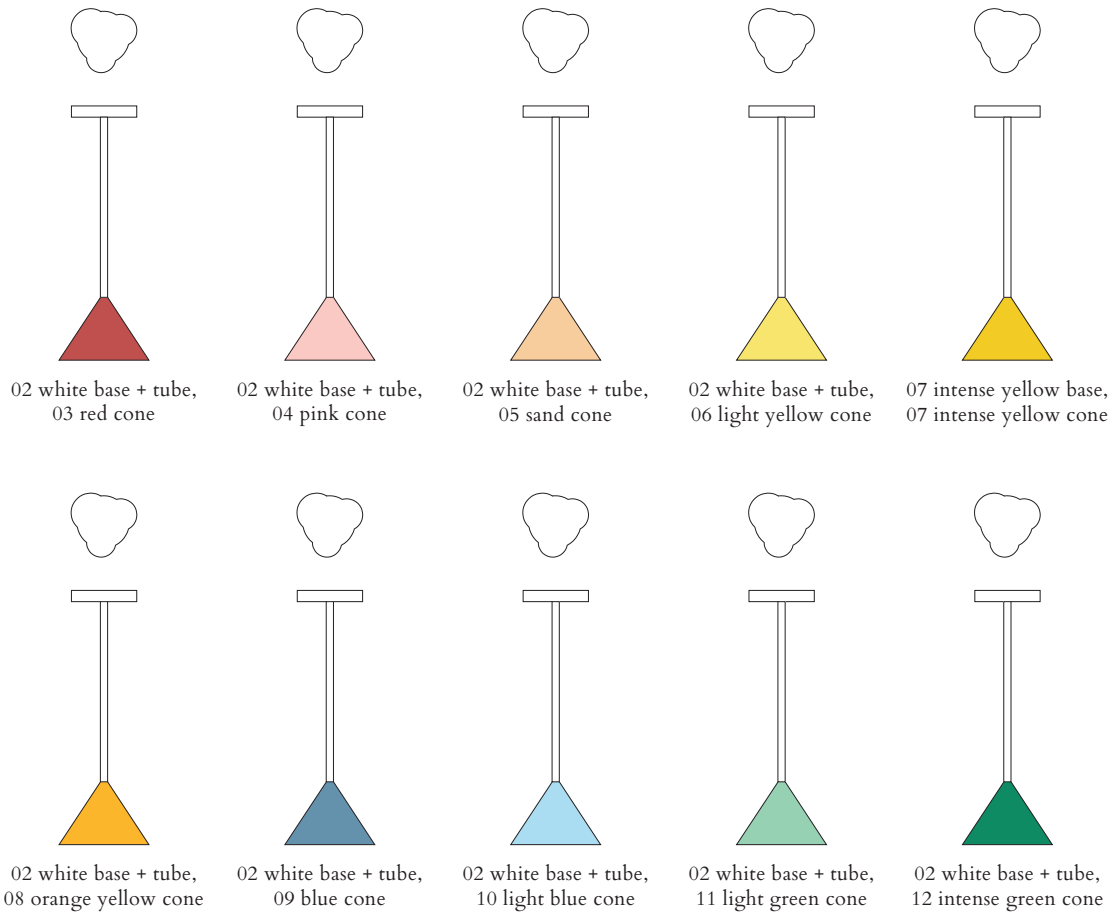 02 white base + tube,
03 red cone
02 white base + tube,
04 pink cone
02 white base + tube,
05 sand cone
02 white base + tube,
06 light yellow cone
07 intense yellow base,
07 intense yellow cone
02 white base + tube,
08 orange yellow cone
02 white base + tube,
09 blue cone
02 white base + tube,
10 light blue cone
02 white base + tube,
11 light green cone
02 white base + tube,
12 intense green cone